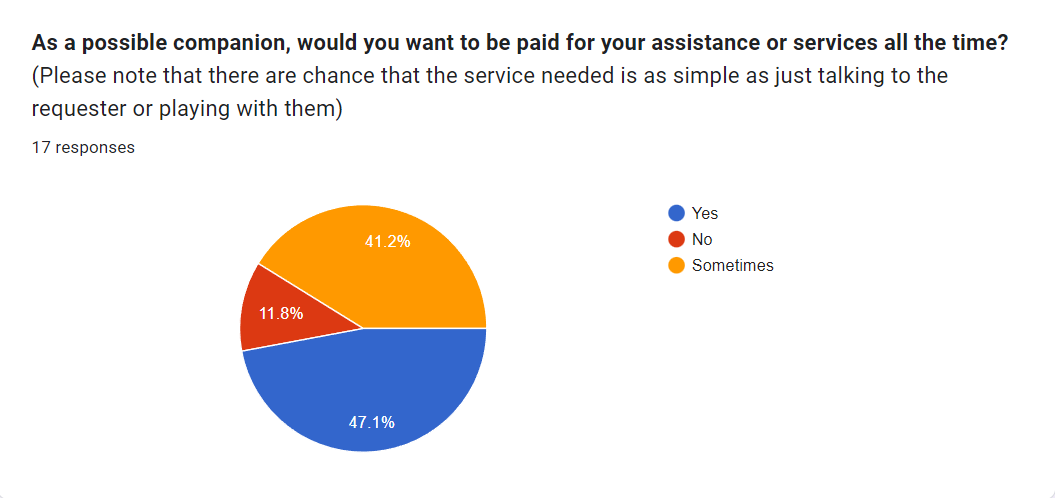 As a possible companion, would you want to be paid for your assistance or services all the time?
(Please note that there are chance that the service needed is as simple as just talking to the
requester or playing with them)
17 responses
Yes
No
Sometimes
41.2%
11.8%
47.1%